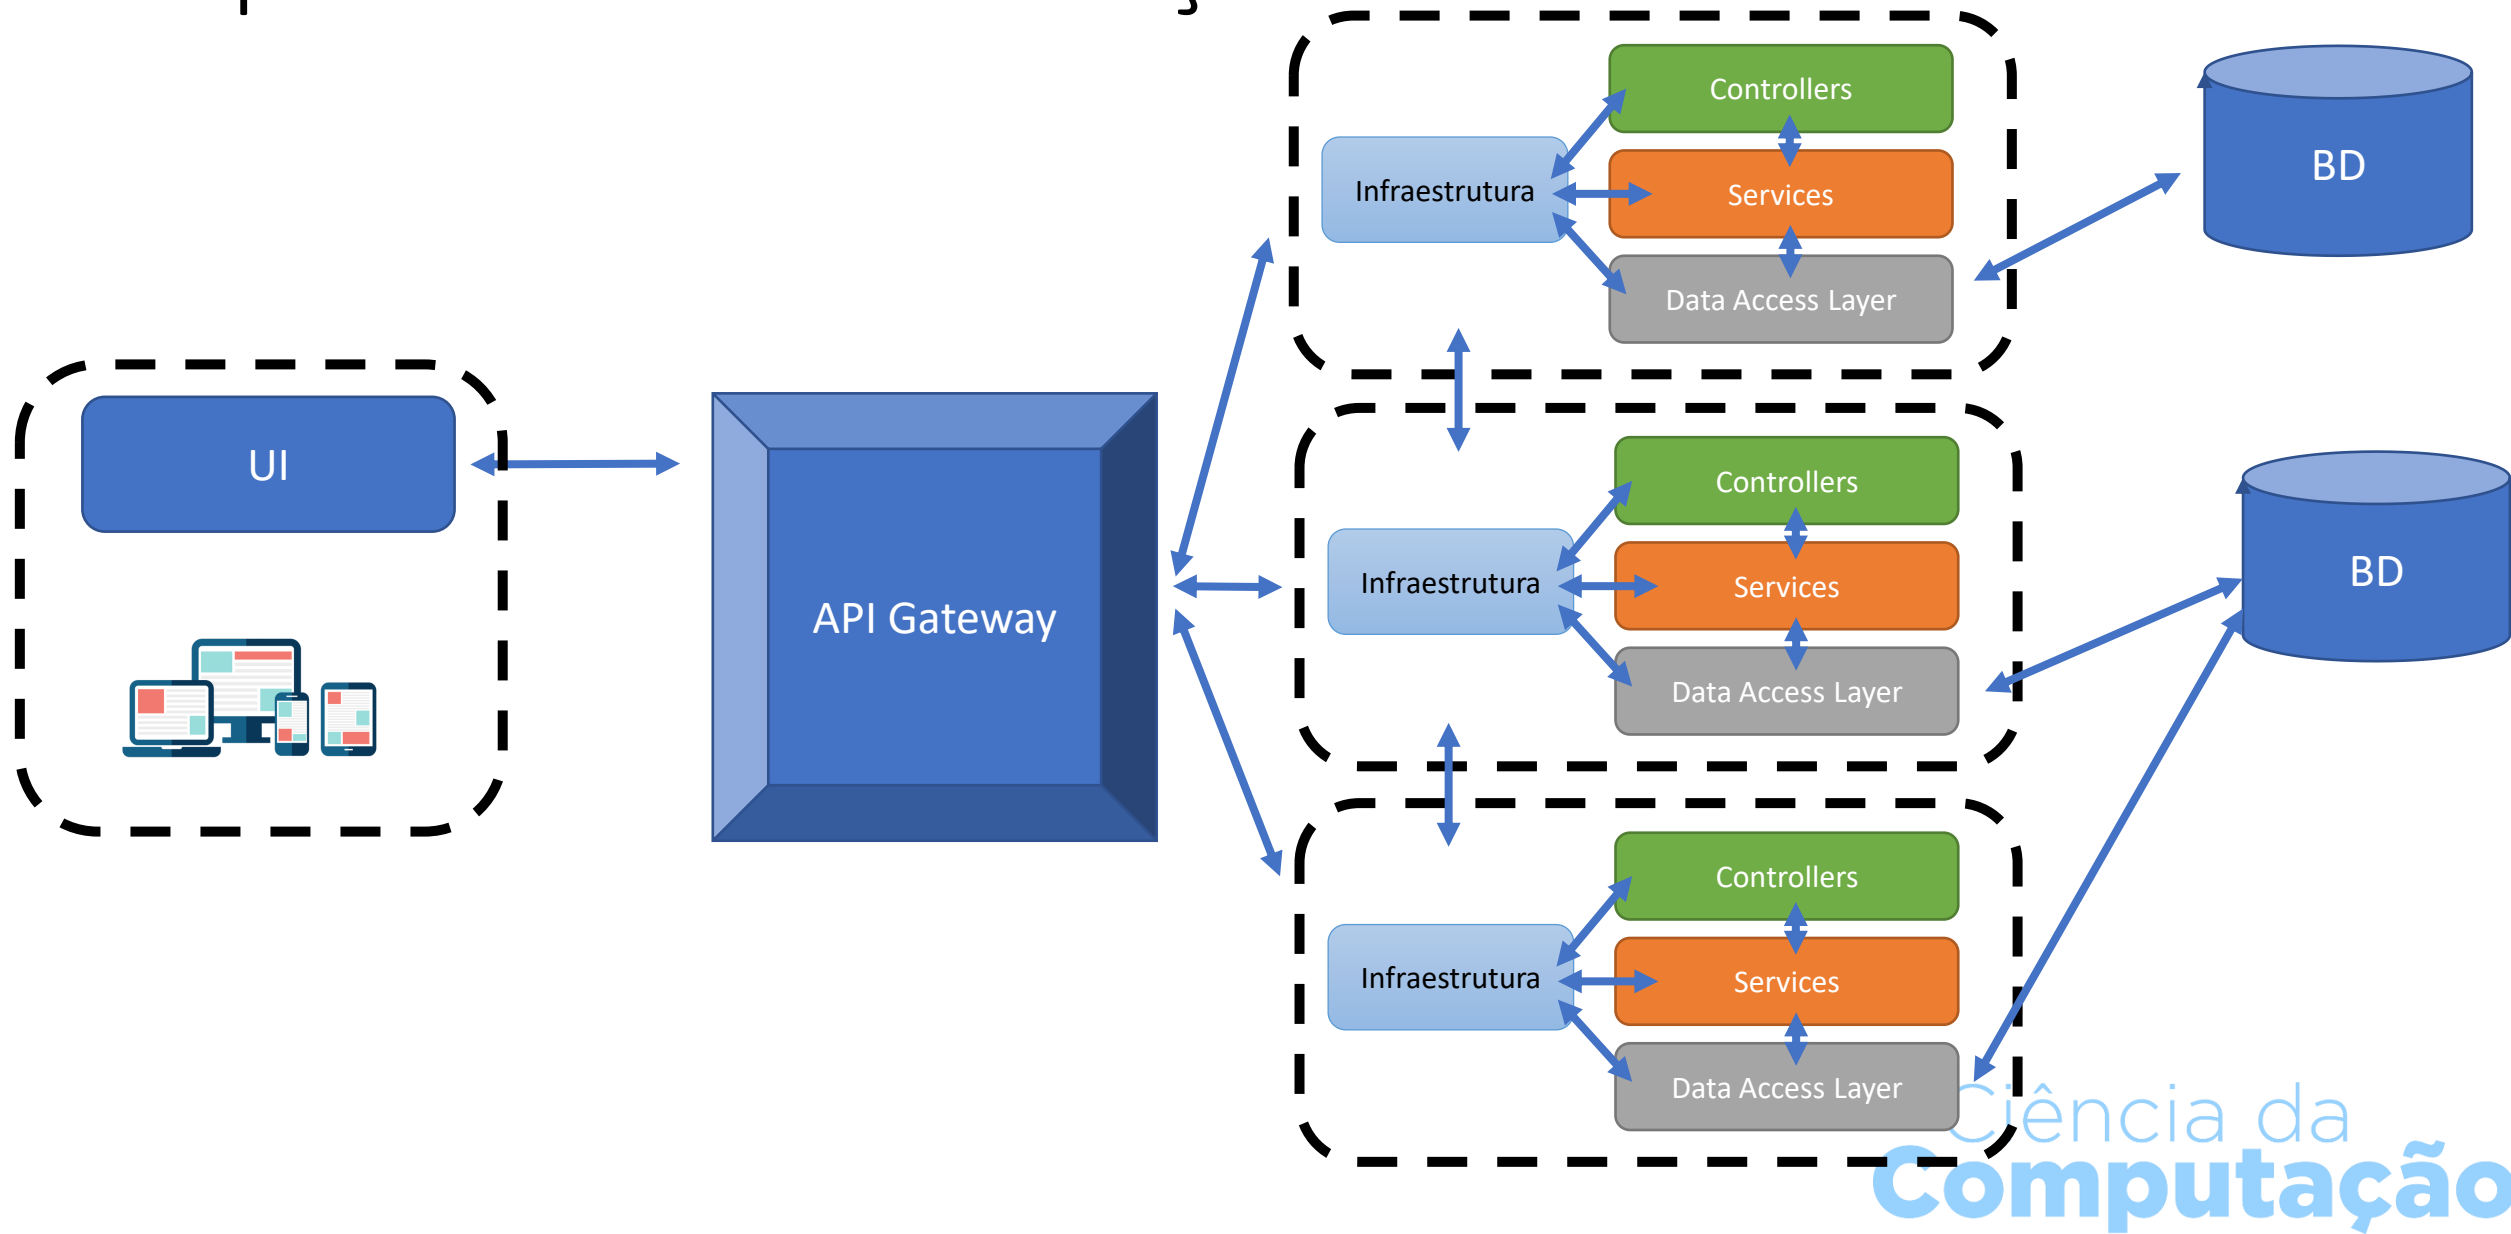 Controllers
Infraestrutura
Services
Data Access Layer
BD
UI
API Gateway
Controllers
Infraestrutura
Services
Data Access Layer
BD
Controllers
Infraestrutura
Services
Data Access Layer
Ciência da
Computação